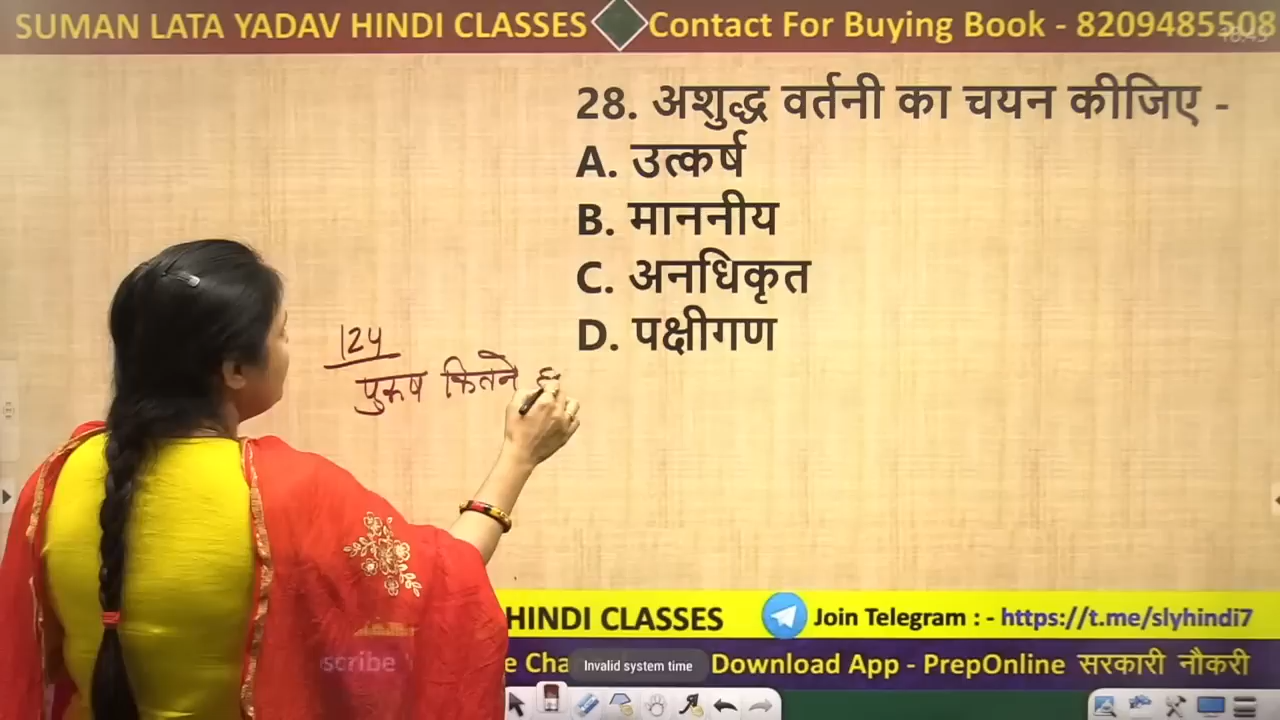 SUMAN LATA YADAV HINDI CLASSES Contact For Buying Book - 8209485508
28. अशुद्ध वर्तनी का चयन कीजिए -
A. उत्कर्ष
B. माननीय
C. अनधिकृत
D. पक्षीगण
124
पुरूष कितने
HINDI CLASSES Join Telegram : - https://t.me/slyhindi7
Invalid system time
Download App - PrepOnline सरकारी नौकरी